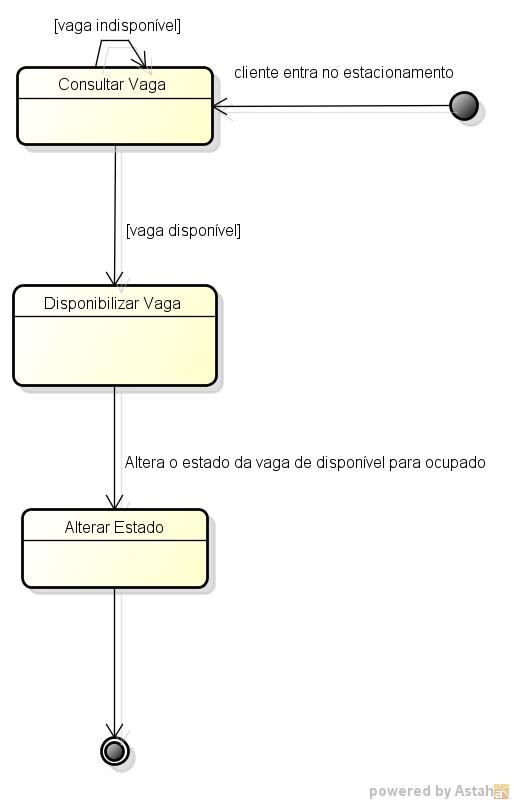 [vaga indisponível]
cliente entra no estacionamento
Consultar Vaga
[vaga disponível]
Disponibilizar Vaga
Altera o estado da vaga de disponível para ocupado
Alterar Estado
powered by Astah